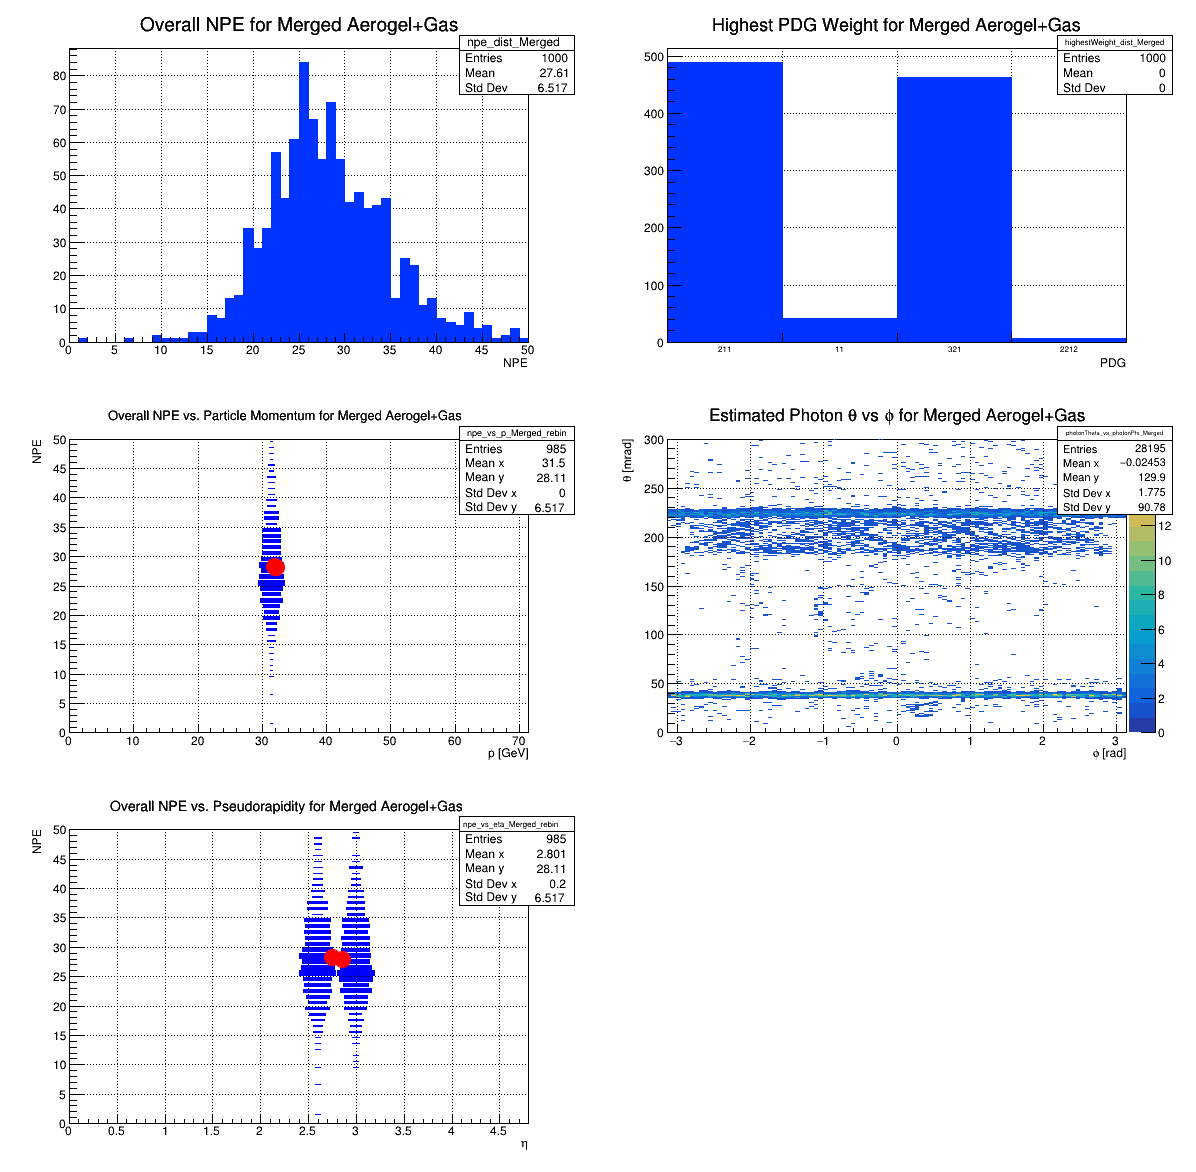 Overall NPE for Merged Aerogel+Gas
npe_dist_Merged
Entries 1000
Mean 27.61
Std Dev 6.517
80
70
60
50
40
30
20
10
0
0 5 10 15 20 25 30 35 40 45 50
NPE
Highest PDG Weight for Merged Aerogel+Gas
highestWeight_dist_Merged
Entries 1000
Mean 0
Std Dev 0
500
400
300
200
100
0
211 11 321 2212
PDG
Overall NPE vs. Particle Momentum for Merged Aerogel+Gas
npe_vs_p_Merged_rebin
Entries 985
Mean x 31.5
Mean y 28.11
Std Dev x 0
Std Dev y 6.517
NPE
50
45
40
35
30
25
20
15
10
5
0
0 10 20 30 40 50 60 70
p [GeV]
Estimated Photon θ vs ϕ for Merged Aerogel+Gas
photonTheta_vs_photonPhi_Merged
Entries 28195
Mean x −0.02453
Mean y 129.9
Std Dev x 1.775
Std Dev y 90.78
θ [mrad]
300
250
200
150
100
50
0
−3 −2 −1 0 1 2 3
ϕ [rad]
12
10
8
6
4
2
0
Overall NPE vs. Pseudorapidity for Merged Aerogel+Gas
npe_vs_eta_Merged_rebin
Entries 985
Mean x 2.801
Mean y 28.11
Std Dev x 0.2
Std Dev y 6.517
NPE
50
45
40
35
30
25
20
15
10
5
0
0 0.5 1 1.5 2 2.5 3 3.5 4 4.5
η